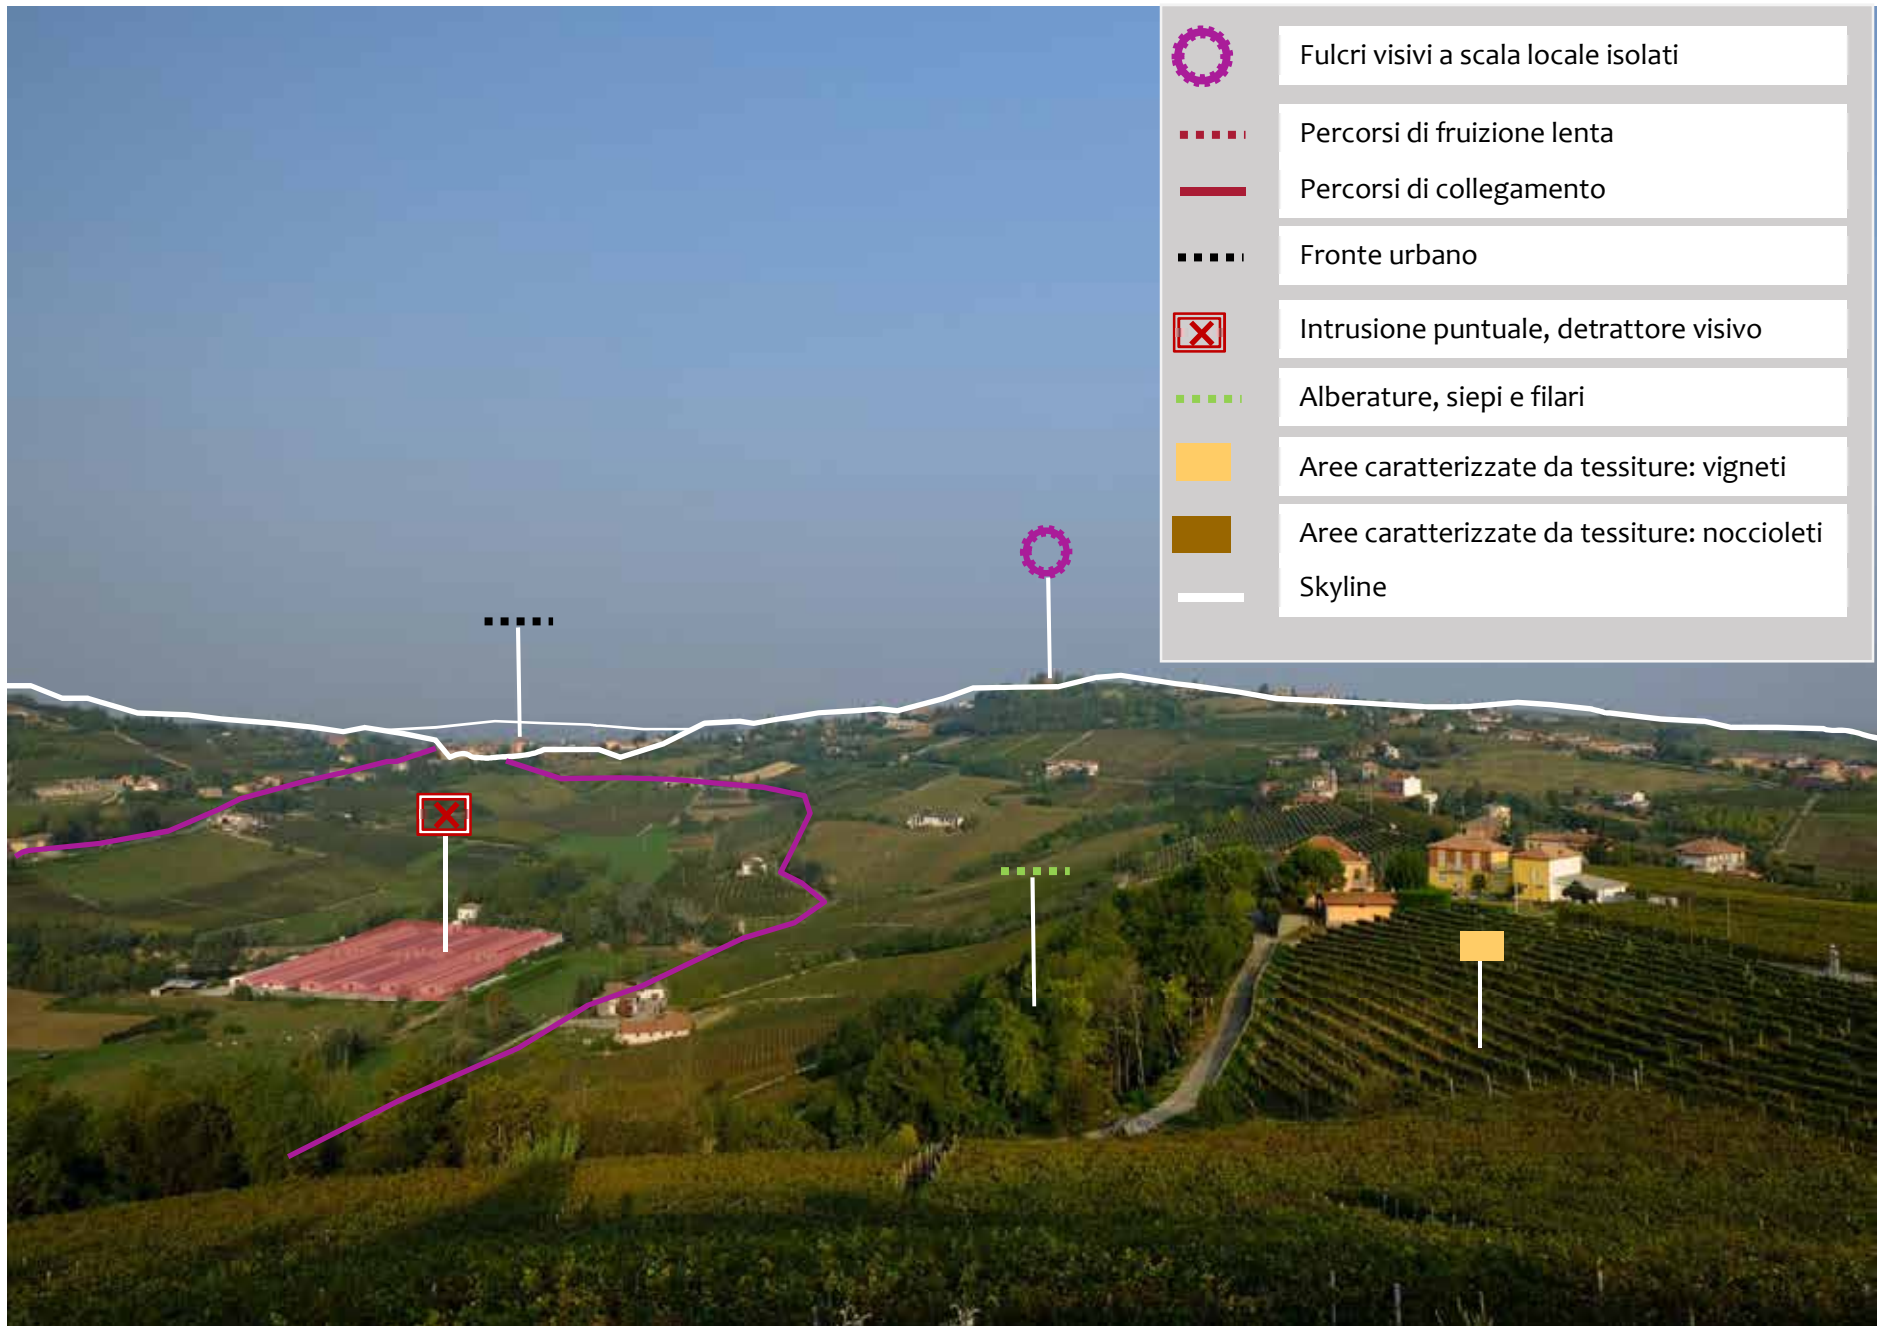 Fulcri visivi a scala locale isolati
Percorsi di fruizione lenta
Percorsi di collegamento
Fronte urbano
Intrusione puntuale, detrattore visivo
Alberature, siepi e filari
Aree caratterizzate da tessiture: vigneti
Aree caratterizzate da tessiture: noccioleti
Skyline